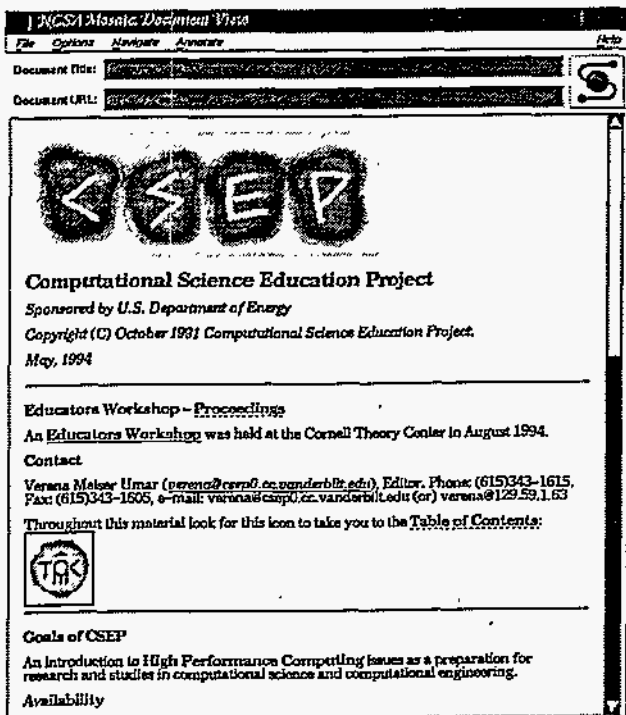 NCSA Mosaic: Document View
File Options Navigate Annotate Help
Document Title:
Document URL:
CSEP
Computational Science Education Project
Sponsored by U.S. Department of Energy
Copyright (C) October 1991 Computational Science Education Project.
May, 1994
Educators Workshop – Proceedings
An Educators Workshop was held at the Cornell Theory Center in August 1994.
Contact
Verena Meiser Umar (verena@csep0.cc.vanderbilt.edu), Editor. Phone: (615)343-1615,
Fax: (615)343-1605, e-mail: verena@csep0.cc.vanderbilt.edu (or) verena@129.59.1.63
Throughout this material look for this icon to take you to the Table of Contents:
Goals of CSEP
An Introduction to High Performance Computing issues as a preparation for
research and studies in computational science and computational engineering.
Availability